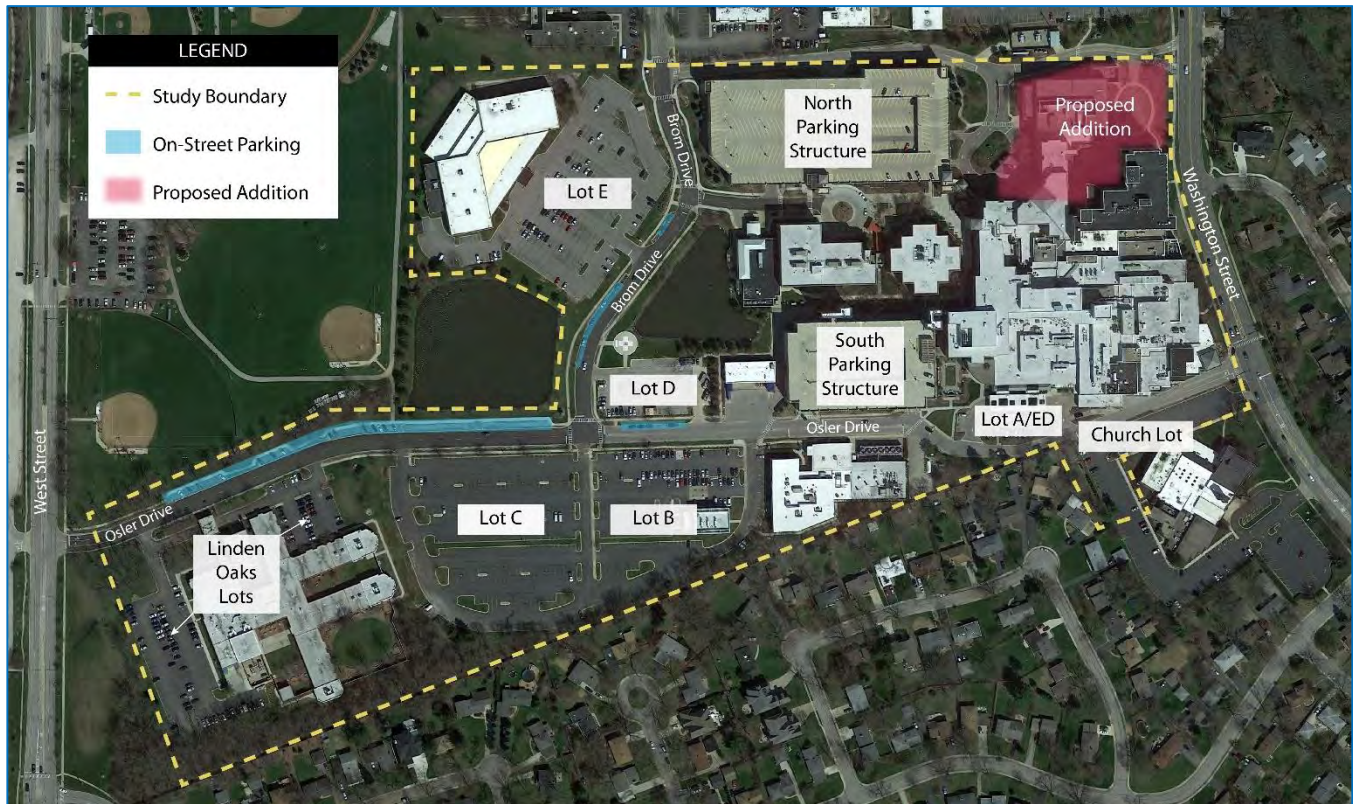 LEGEND
Study Boundary
On-Street Parking
Proposed Addition
North
Parking
Structure
Proposed
Addition
Brom Drive
Lot E
Washington Street
Brom Drive
South
Parking
Structure
Lot D
Osler Drive
Lot A/ED
Church Lot
West Street
Osler Drive
Lot C
Lot B
Linden
Oaks
Lots